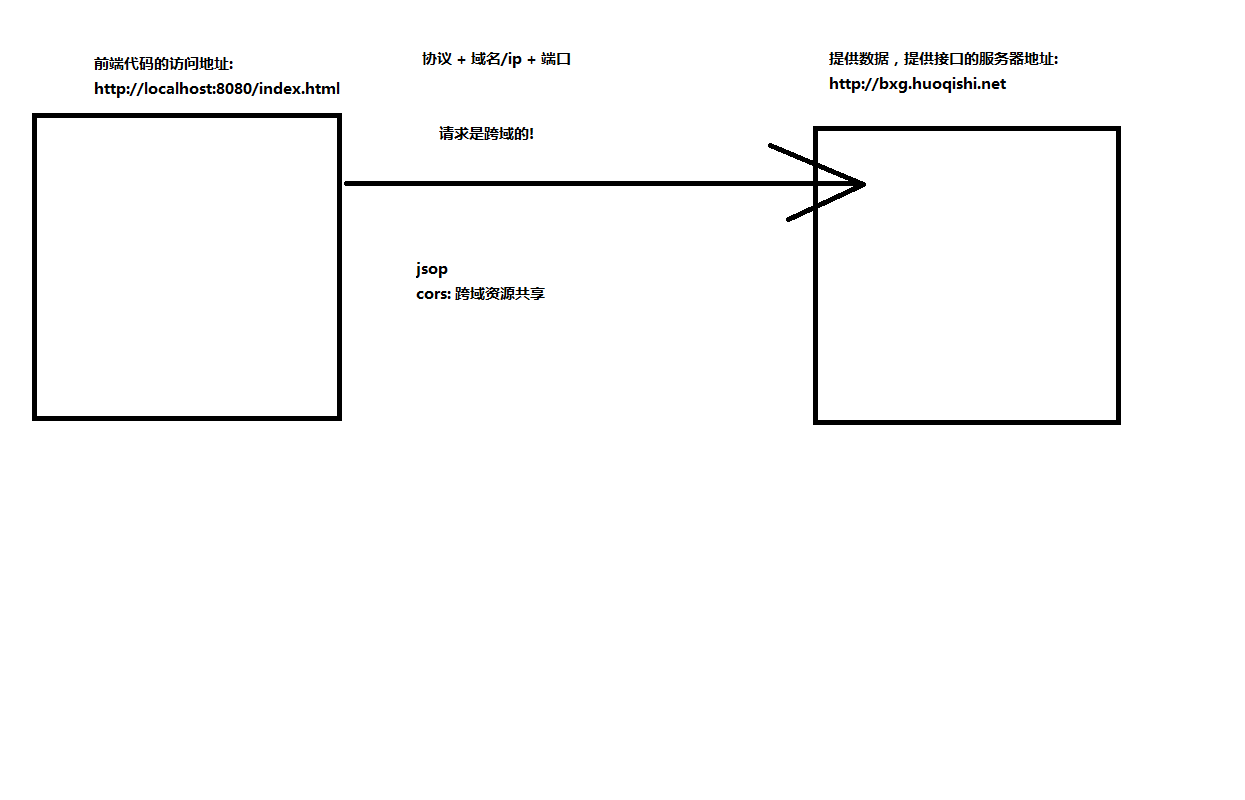 前端代码的访问地址:
http://localhost:8080/index.html
协议 + 域名/ip + 端口
请求是跨域的!
jsop
cors: 跨域资源共享
提供数据，提供接口的服务器地址:
http://bxg.huoqishi.net